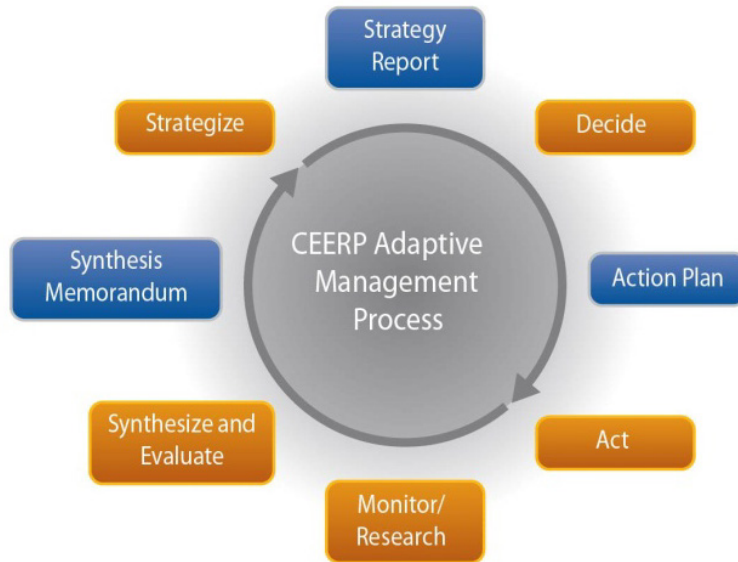 Strategy
Report
Strategize
Decide
CEERP Adaptive
Management
Process
Synthesis
Memorandum
Action Plan
Synthesize and
Evaluate
Act
Monitor/
Research